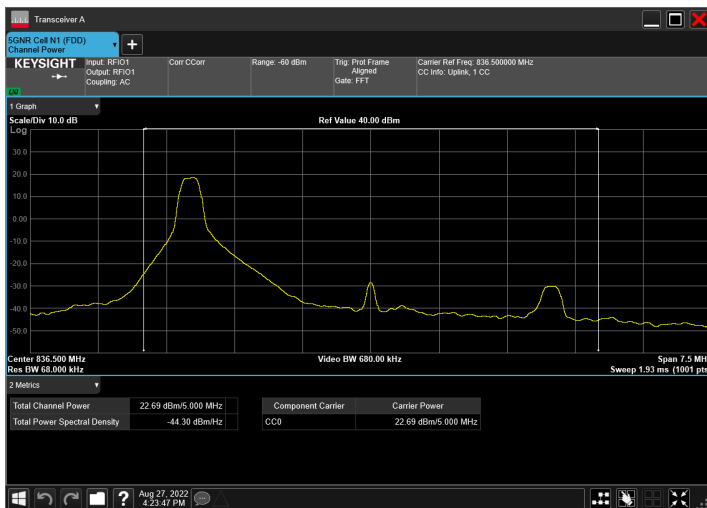 Transceiver A
5GNR Cell N1 (FDD)
Channel Power
KEYSIGHT
LXI
Input: RFIO1
Output: RFIO1
Coupling: AC
Corr CCorr
Range: -60 dBm
Trig: Prot Frame
Aligned
Gate: FFT
Carrier Ref Freq: 836.500000 MHz
CC Info: Uplink, 1 CC
1 Graph
Scale/Div 10.0 dB
Ref Value 40.00 dBm
Log
30.0
20.0
10.0
0.00
-10.0
-20.0
-30.0
-40.0
-50.0
Center 836.500 MHz
Video BW 680.00 kHz
Span 7.5 MH
Res BW 68.000 kHz
Sweep 1.93 ms (1001 pts
2 Metrics
Total Channel Power 22.69 dBm/5.000 MHz
Total Power Spectral Density -44.30 dBm/Hz
Component Carrier Carrier Power
CC0 22.69 dBm/5.000 MHz
Aug 27, 2022
4:23:47 PM